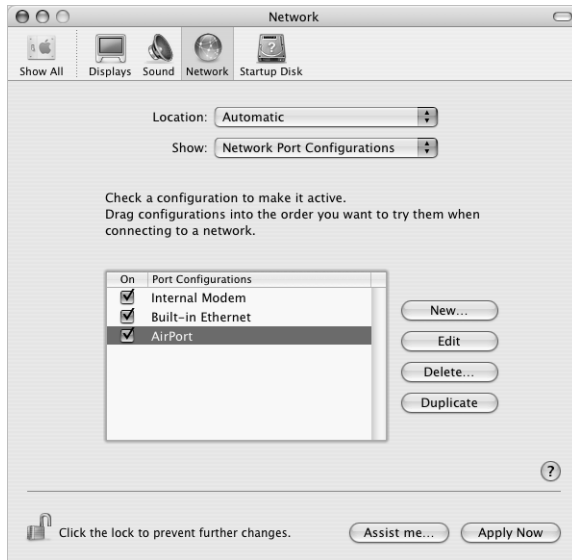 Network
Show All Displays Sound Network Startup Disk
Location: Automatic
Show: Network Port Configurations
Check a configuration to make it active.
Drag configurations into the order you want to try them when
connecting to a network.
On Port Configurations
Internal Modem
Built-in Ethernet
AirPort
New...
Edit
Delete...
Duplicate
?
Click the lock to prevent further changes. Assist me... Apply Now